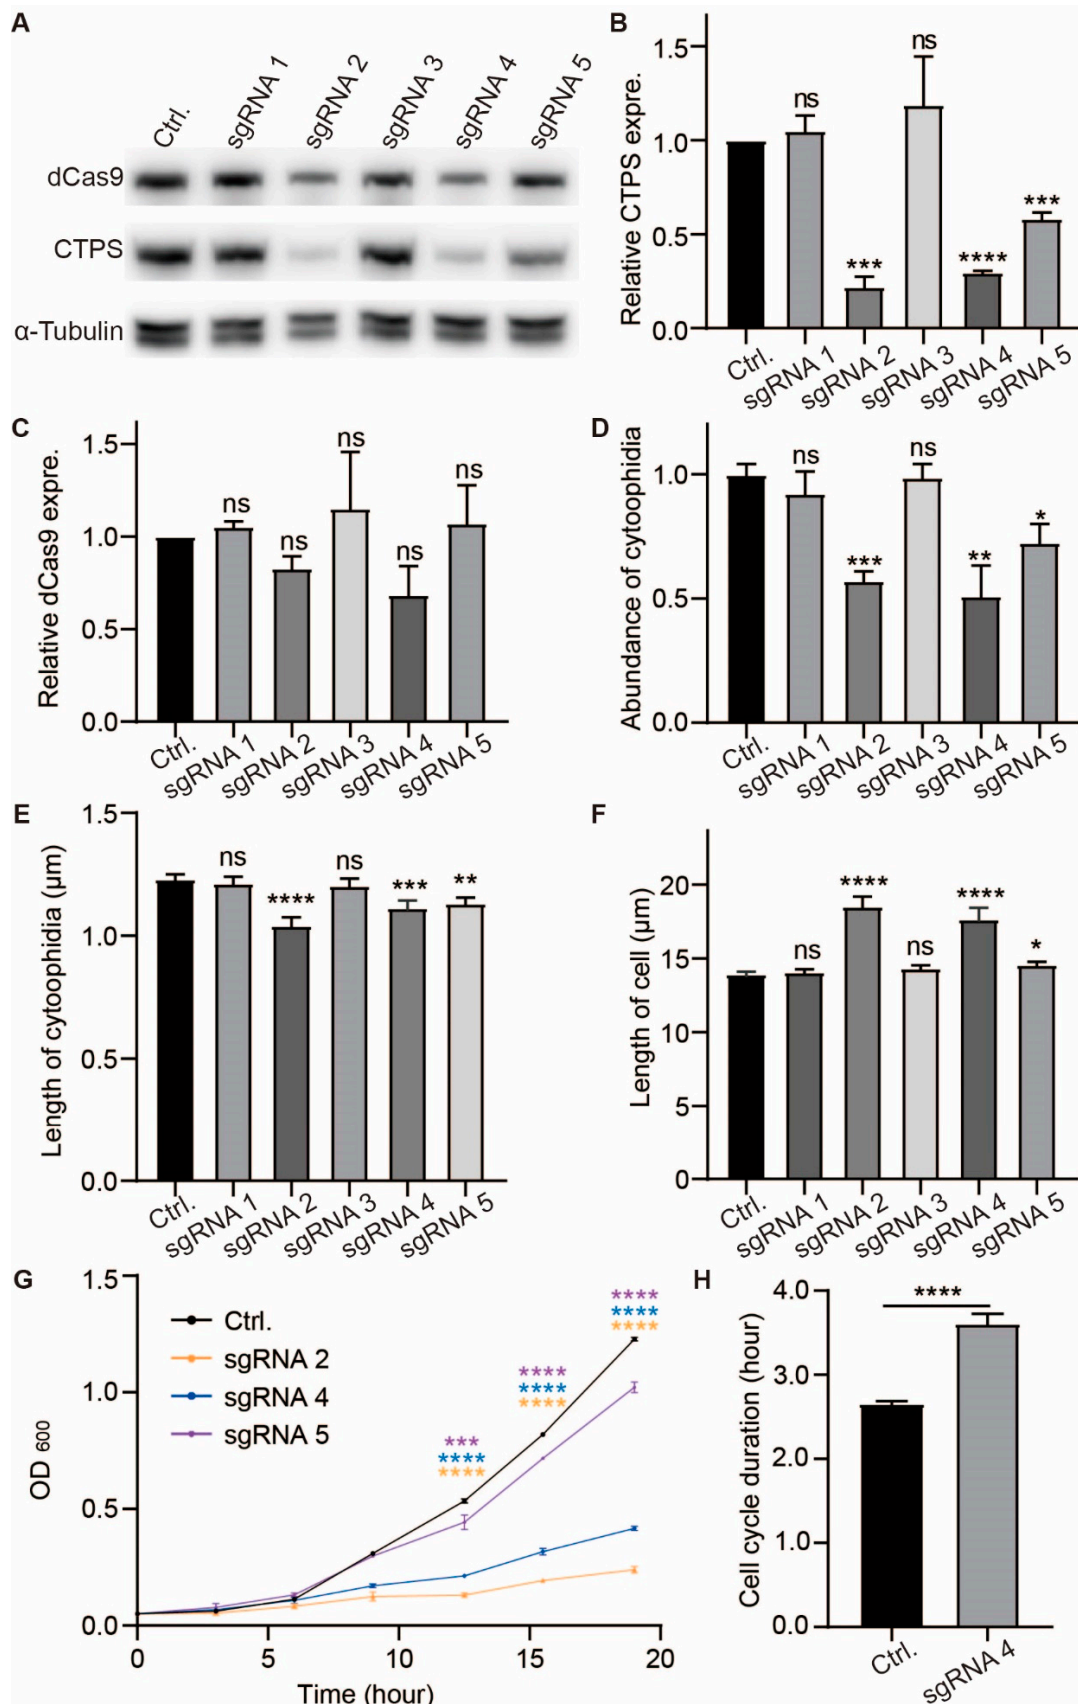 A
Ctrl.
sgRNA 1
sgRNA 2
sgRNA 3
sgRNA 4
sgRNA 5
dCas9
CTPS
α-Tubulin
B
Relative CTPS expre.
1.5
1.0
0.5
0.0
ns
***
ns
****
***
Ctrl.
sgRNA 1
sgRNA 2
sgRNA 3
sgRNA 4
sgRNA 5
C
Relative dCas9 expre.
1.5
1.0
0.5
0.0
ns
ns
ns
ns
ns
Ctrl.
sgRNA 1
sgRNA 2
sgRNA 3
sgRNA 4
sgRNA 5
D
Abundance of cytoophidia
1.0
0.5
0.0
ns
***
ns
**
*
Ctrl.
sgRNA 1
sgRNA 2
sgRNA 3
sgRNA 4
sgRNA 5
E
Length of cytoophidia (μm)
1.5
1.0
0.5
0.0
ns
****
ns
***
**
Ctrl.
sgRNA 1
sgRNA 2
sgRNA 3
sgRNA 4
sgRNA 5
F
Length of cell (μm)
20
15
10
5
0
ns
****
ns
****
*
Ctrl.
sgRNA 1
sgRNA 2
sgRNA 3
sgRNA 4
sgRNA 5
G
OD 600
1.5
1.0
0.5
0.0
Ctrl.
sgRNA 2
sgRNA 4
sgRNA 5
***
****
****
****
****
****
****
****
****
0
5
10
15
20
Time (hour)
H
Cell cycle duration (hour)
4.0
3.0
2.0
1.0
0.0
****
Ctrl.
sgRNA 4